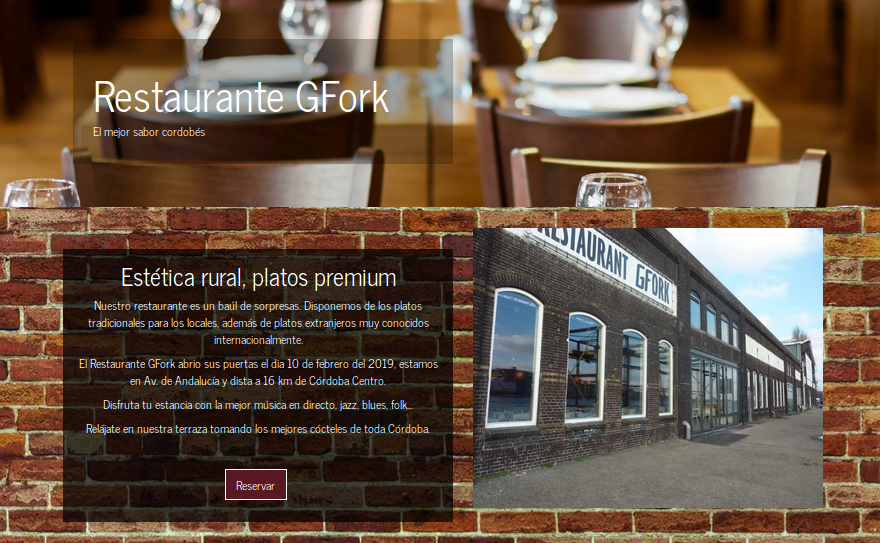 Restaurante GFork
El mejor sabor cordobés
Estética rural, platos premium
Nuestro restaurante es un baúl de sorpresas. Disponemos de los platos
tradicionales para los locales, además de platos extranjeros muy conocidos
internacionalmente.
El Restaurante GFork abrio sus puertas el dia 10 de febrero del 2019, estamos
en Av. de Andalucía y dista a 16 km de Córdoba Centro.
Disfruta tu estancia con la mejor música en directo, jazz, blues, folk...
Relájate en nuestra terraza tomando los mejores cócteles de toda Córdoba.
Reservar
RESTAURANT GFORK